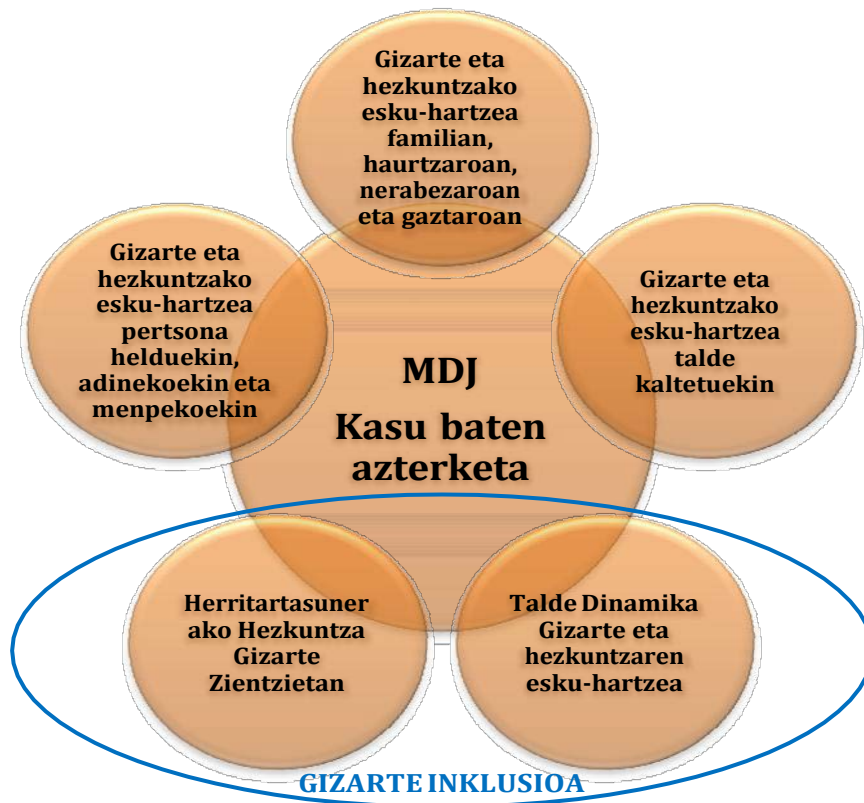 Gizarte eta
hezkuntzako
esku-hartzea
familian,
haurtzaroan,
nerabezaroan
eta gaztaroan
Gizarte eta
hezkuntzako
esku-hartzea
pertsona
helduekin,
adinekoekin eta
menpekoekin
Gizarte eta
hezkuntzako
esku-hartzea
talde
kaltetuekin
MDJ
Kasu baten
azterketa
Herritartasuner
ako Hezkuntza
Gizarte
Zientzietan
Talde Dinamika
Gizarte eta
hezkuntzaren
esku-hartzea
GIZARTE INKLUSIOA